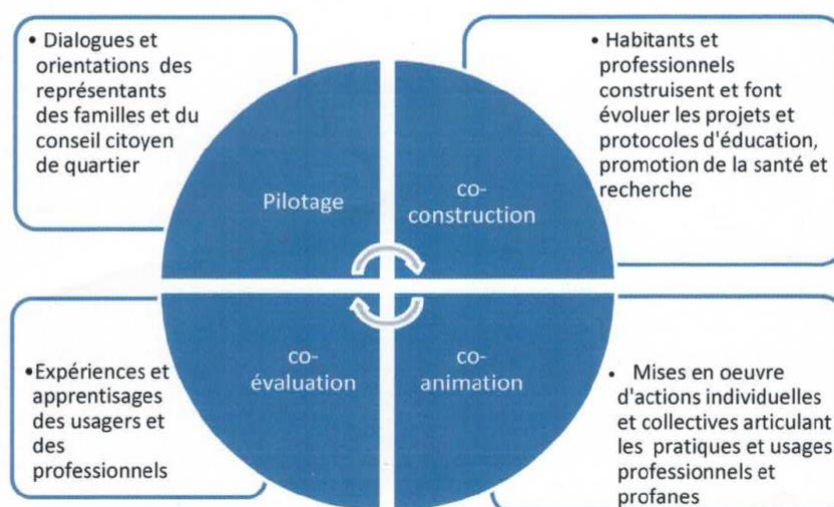 • Dialogues et
orientations des
représentants
des familles et du
conseil citoyen
de quartier
• Habitants et
professionnels
construisent et font
évoluer les projets et
protocoles d'éducation,
promotion de la santé et
recherche
Pilotage
co-
construction
co-
évaluation
co-
animation
•Expériences et
apprentisages
des usagers et
des
professionnels
• Mises en oeuvre
d'actions individuelles
et collectives articulant
les pratiques et usages
professionnels et
profanes